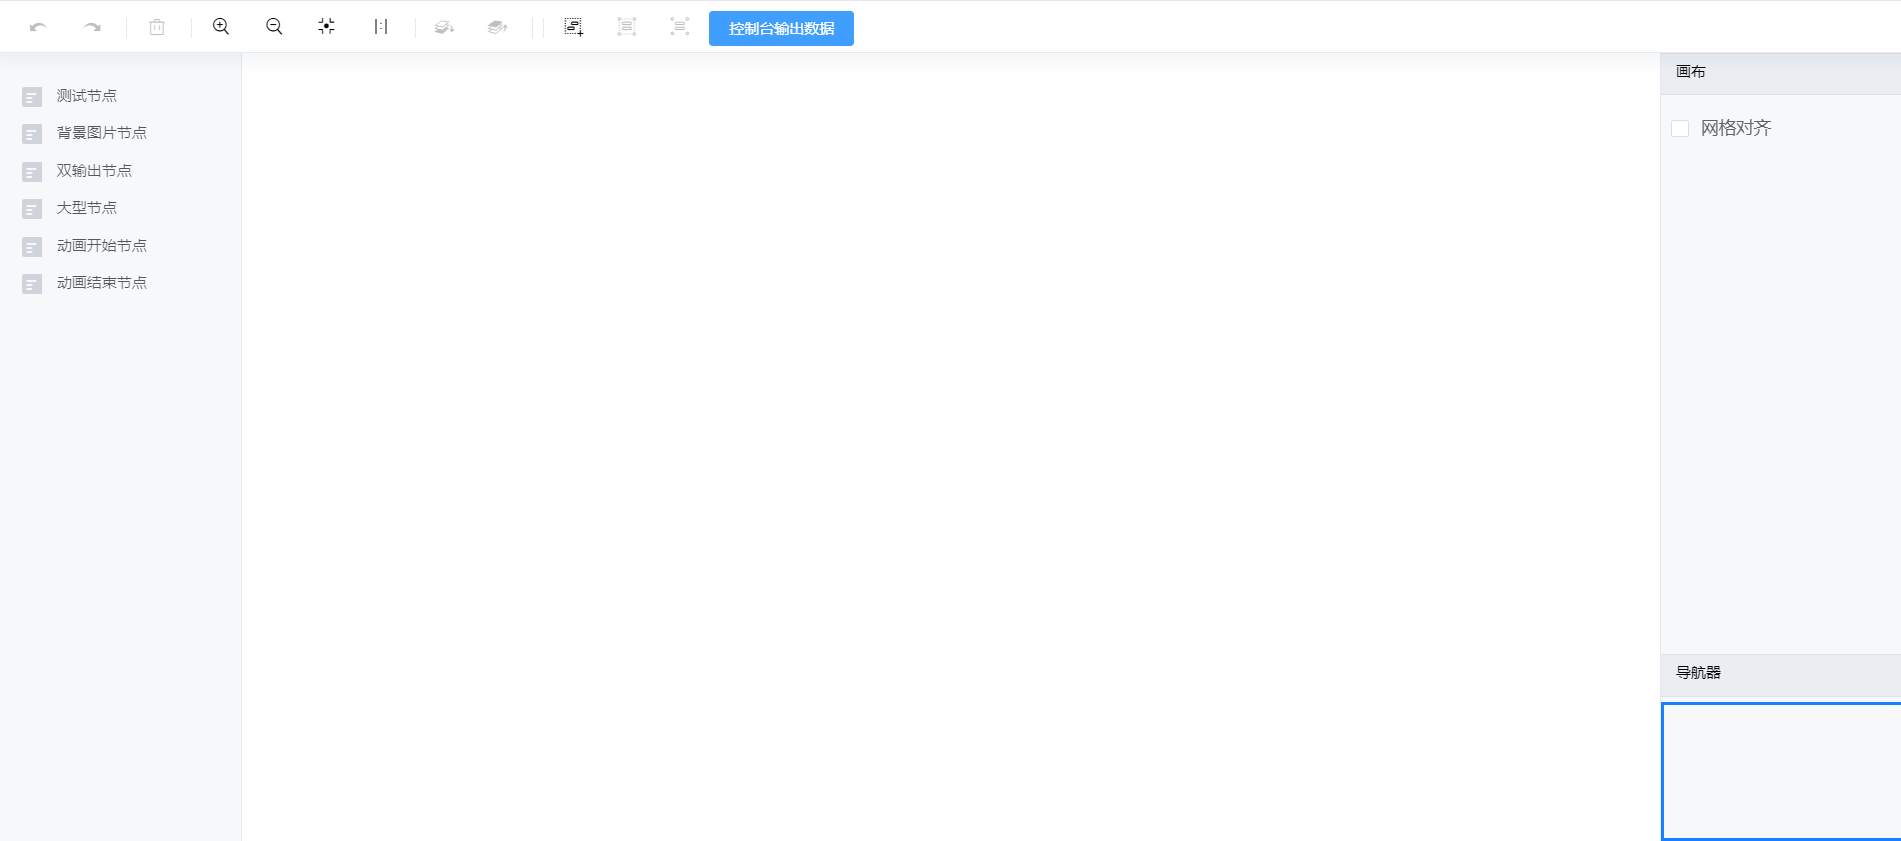 控制台输出数据
测试节点
背景图片节点
双输出节点
大型节点
动画开始节点
动画结束节点
画布
网格对齐
导航器